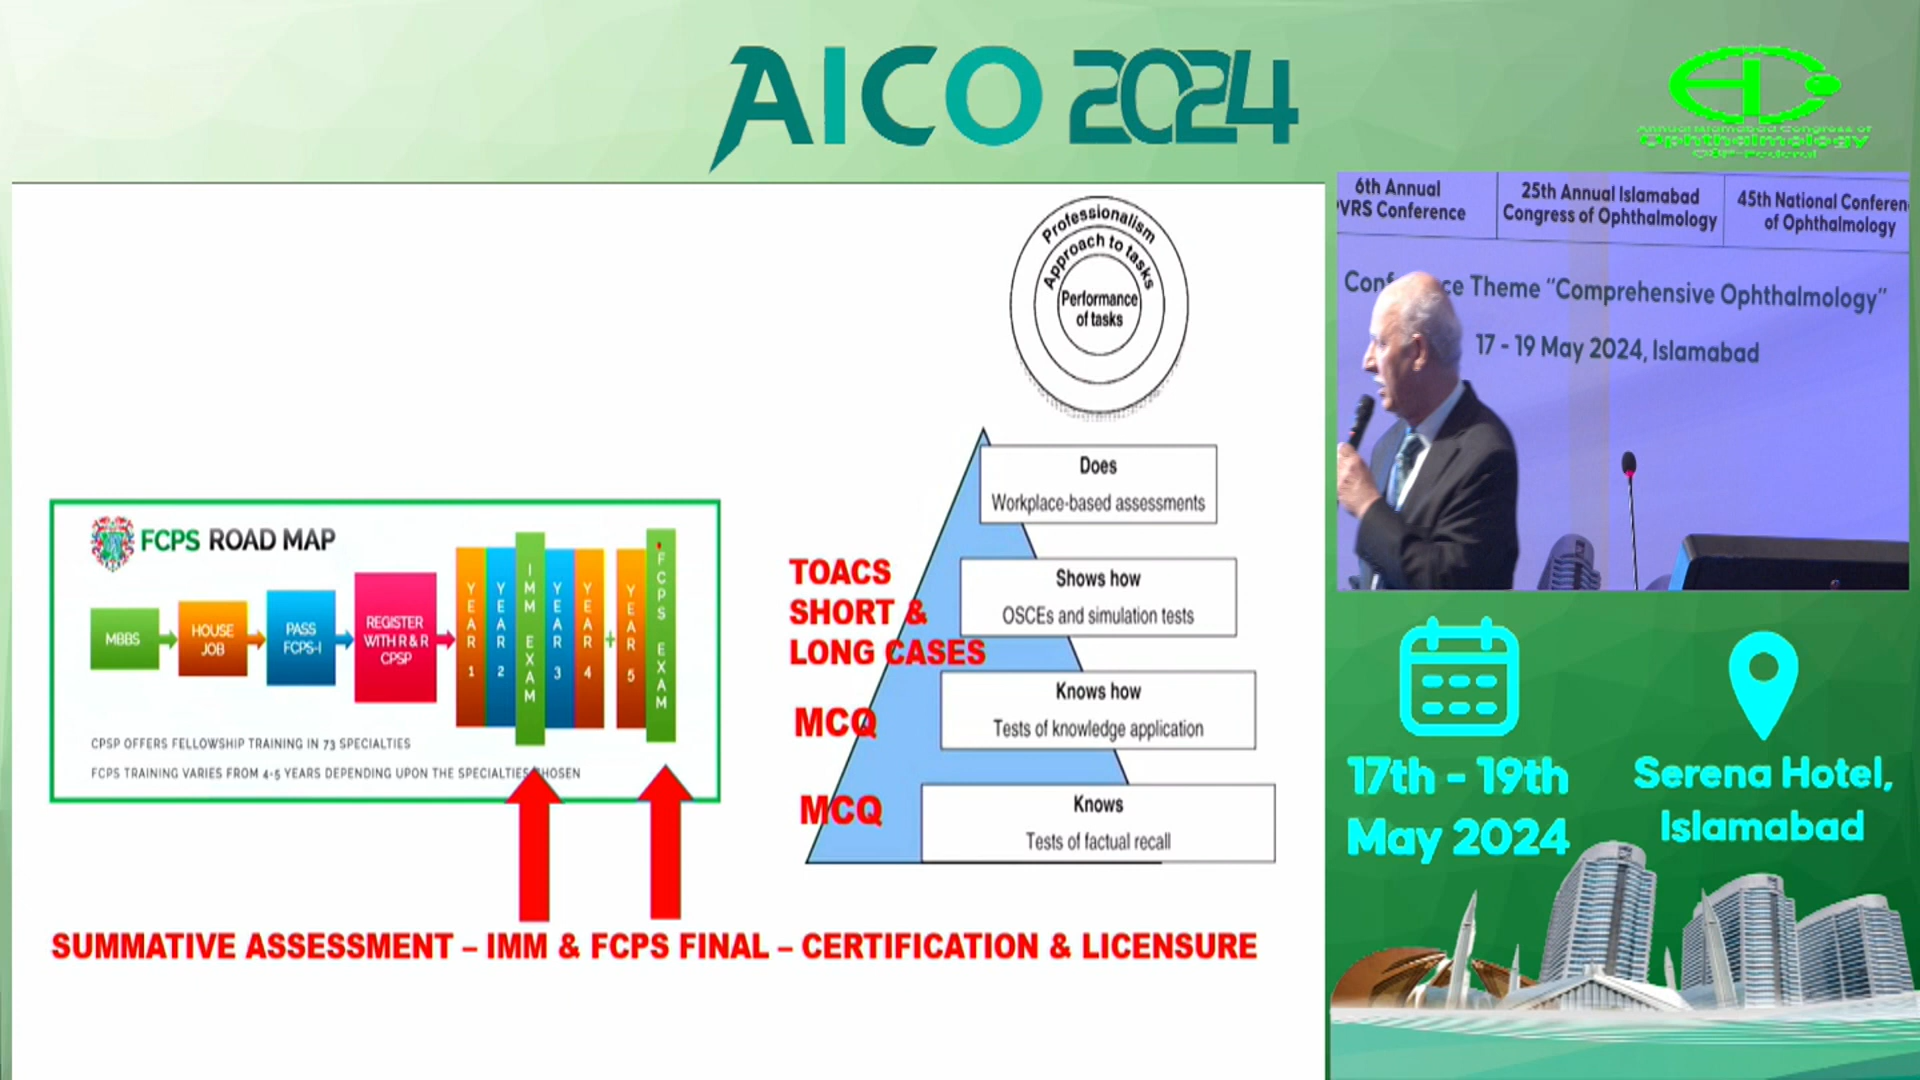 AICO 2024
Annual Islamabad Congress of
Ophthalmology
OSP-Federal
6th Annual
PVRS Conference
25th Annual Islamabad
Congress of Ophthalmology
45th National Conferen
of Ophthalmology
Conf ce Theme “Comprehensive Ophthalmology”
17 - 19 May 2024, Islamabad
Professionalism
Approach to tasks
Performance
of tasks
Does
Workplace-based assessments
Shows how
OSCEs and simulation tests
Knows how
Tests of knowledge application
Knows
Tests of factual recall
TOACS
SHORT &
LONG CASES
MCQ
MCQ
FCPS ROAD MAP
MBBS
HOUSE
JOB
PASS
FCPS-I
REGISTER
WITH R & R
CPSP
YEAR 1
YEAR 2
IMM EXAM
YEAR 3
YEAR 4
+
YEAR 5
FCPS EXAM
CPSP OFFERS FELLOWSHIP TRAINING IN 73 SPECIALTIES
FCPS TRAINING VARIES FROM 4-5 YEARS DEPENDING UPON THE SPECIALTIES CHOSEN
SUMMATIVE ASSESSMENT – IMM & FCPS FINAL – CERTIFICATION & LICENSURE
17th - 19th
May 2024
Serena Hotel,
Islamabad